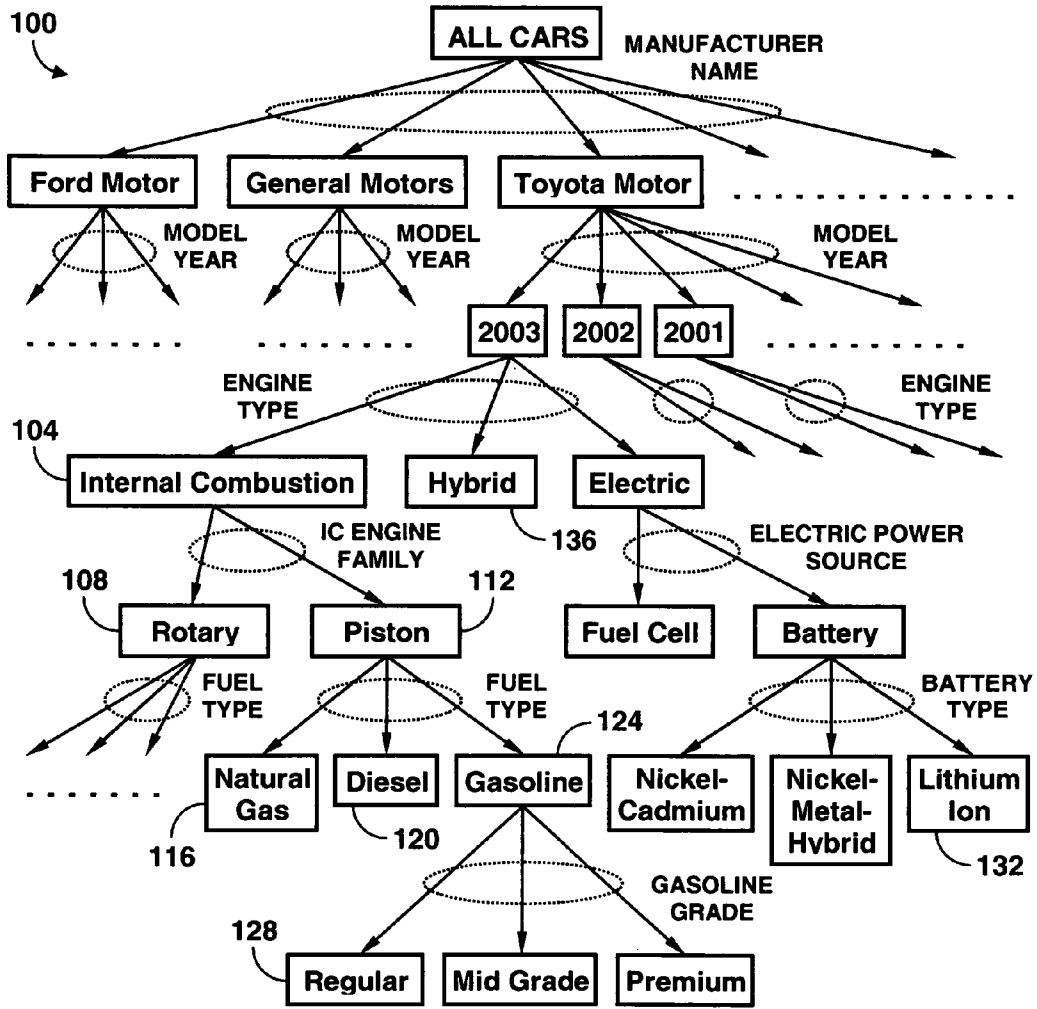 100
ALL CARS
MANUFACTURER
NAME
Ford Motor
General Motors
Toyota Motor
MODEL
YEAR
MODEL
YEAR
MODEL
YEAR
2003
2002
2001
ENGINE
TYPE
ENGINE
TYPE
104
Internal Combustion
Hybrid
Electric
136
IC ENGINE
FAMILY
ELECTRIC POWER
SOURCE
108
112
Rotary
Piston
Fuel Cell
Battery
FUEL
TYPE
FUEL
TYPE
BATTERY
TYPE
124
Natural
Gas
Diesel
Gasoline
Nickel-
Cadmium
Nickel-
Metal-
Hybrid
Lithium
Ion
116
120
132
GASOLINE
GRADE
128
Regular
Mid Grade
Premium